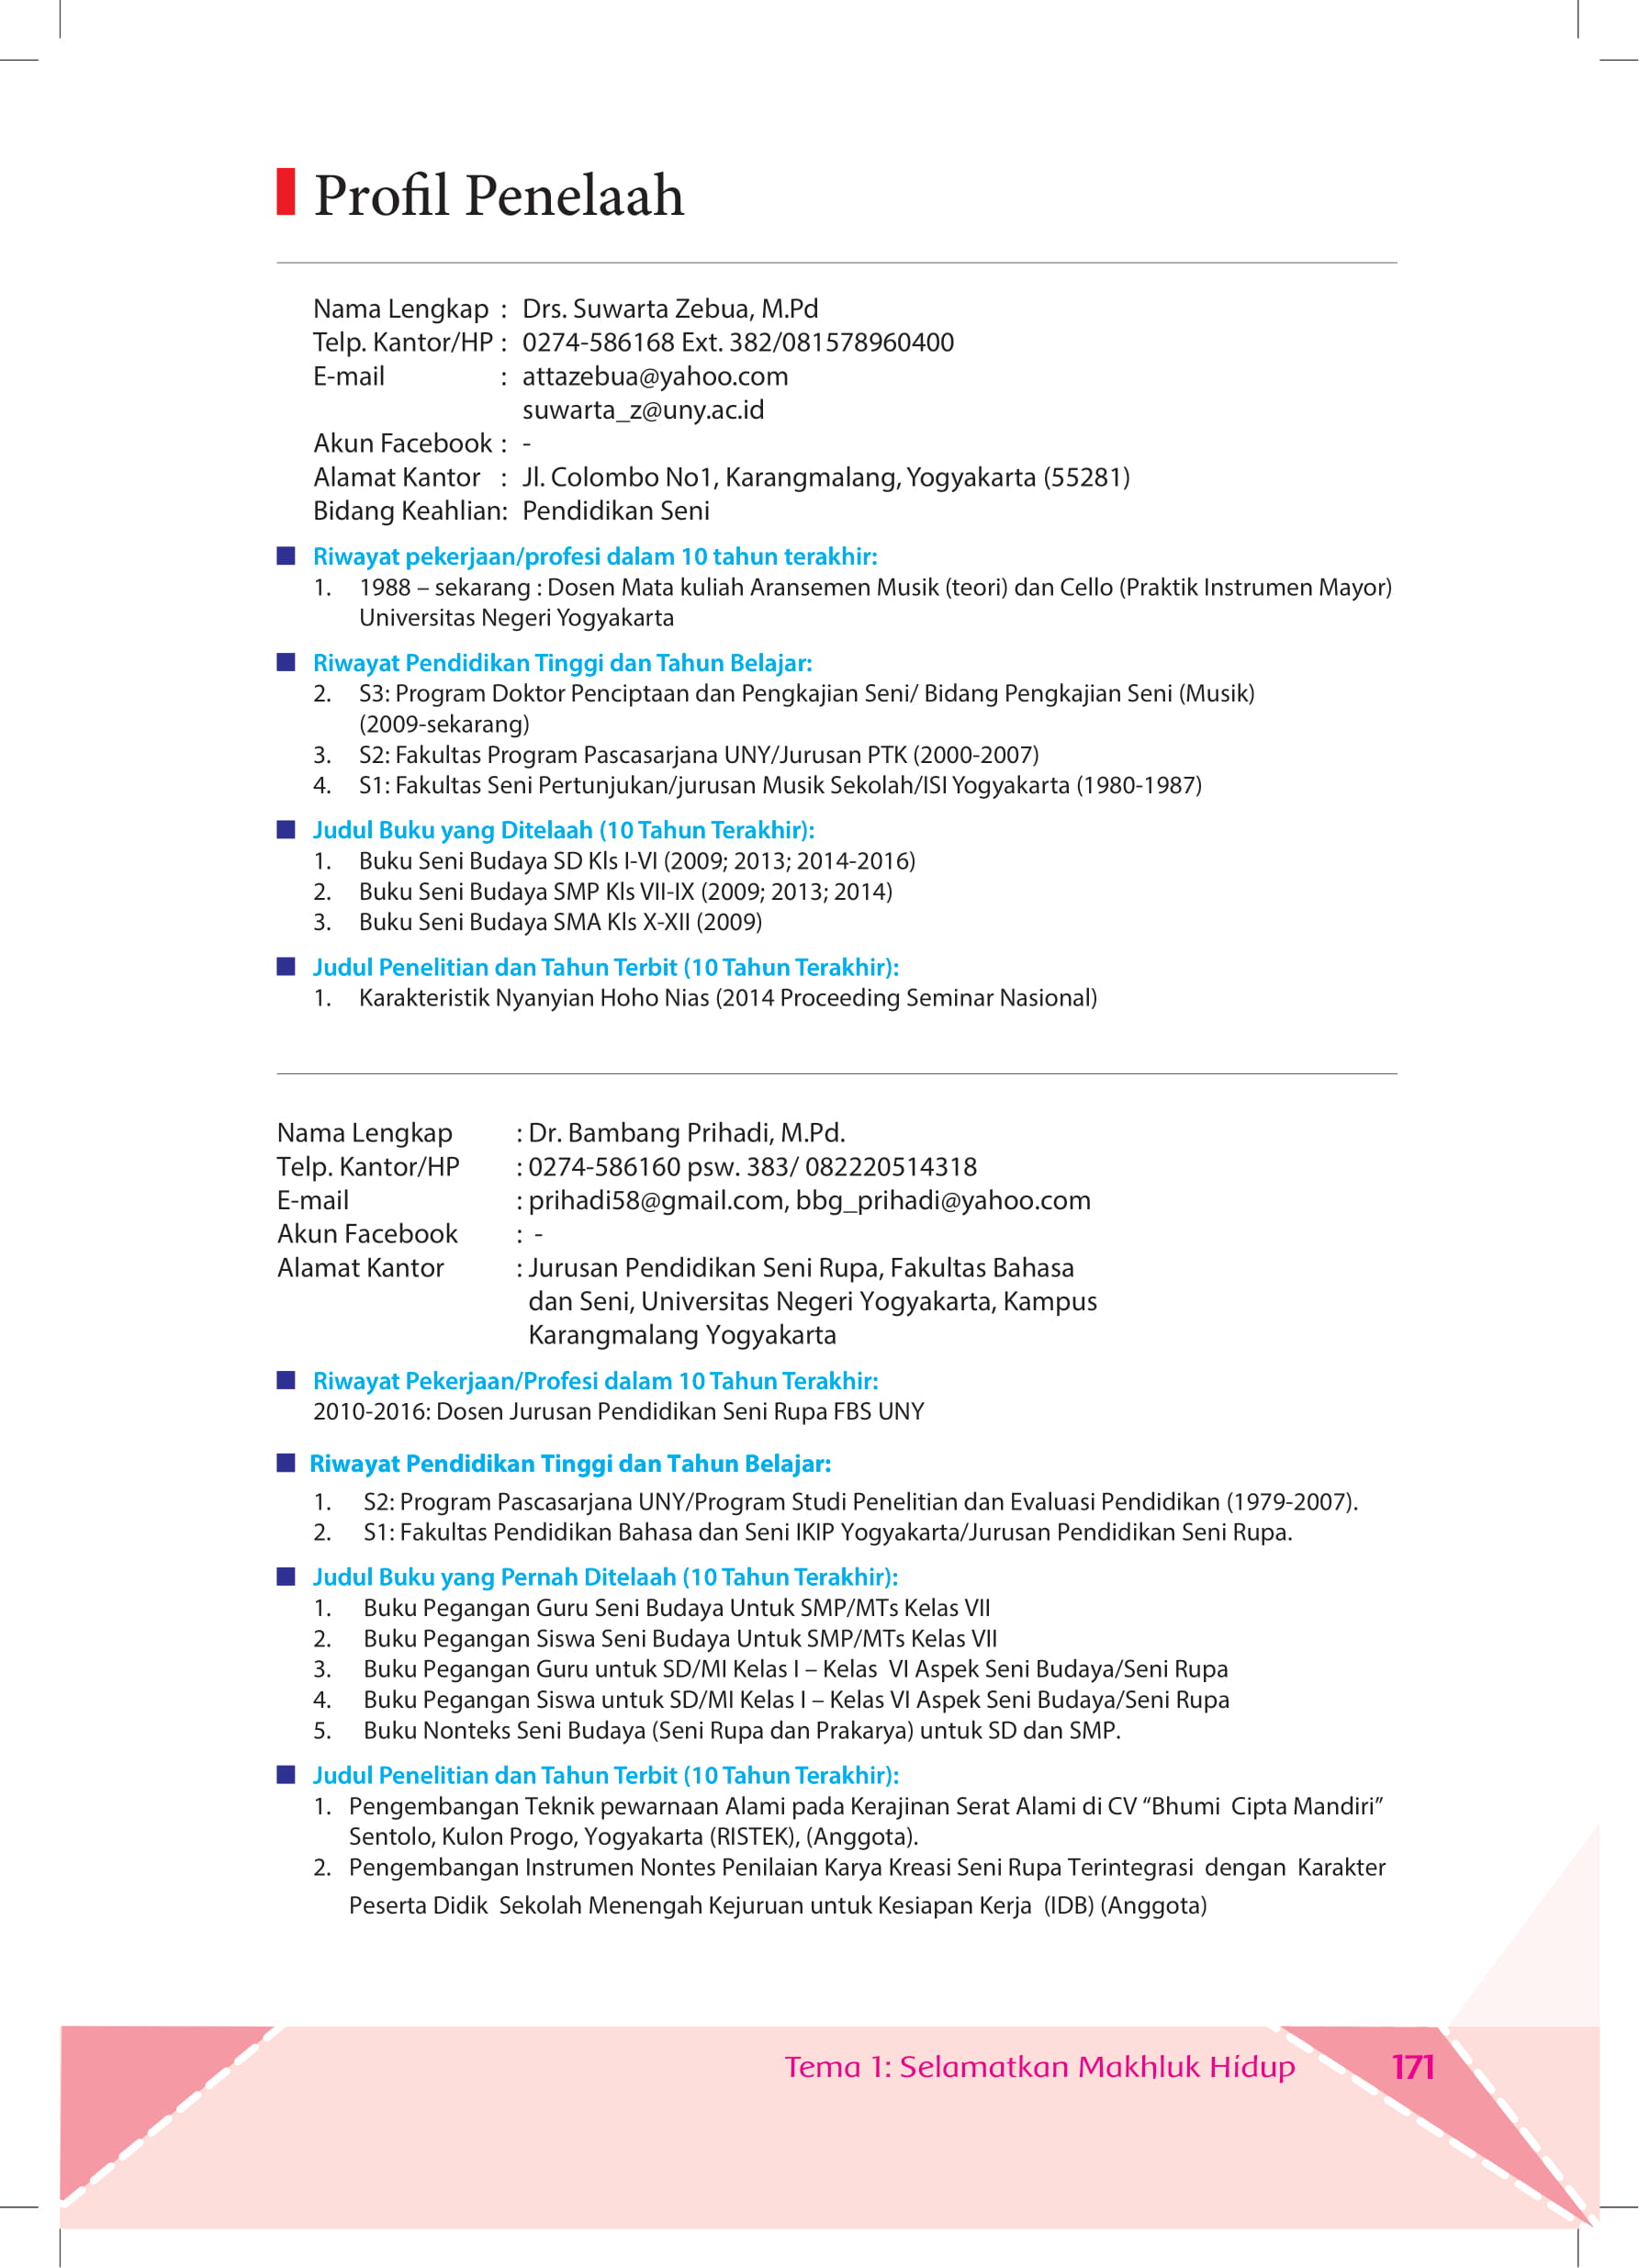 Profil Penelaah
Nama Lengkap : Drs. Suwarta Zebua, M.Pd
Telp. Kantor/HP : 0274-586168 Ext. 382/081578960400
E-mail : attazebua@yahoo.com
suwarta_z@uny.ac.id
Akun Facebook : -
Alamat Kantor : Jl. Colombo No1, Karangmalang, Yogyakarta (55281)
Bidang Keahlian: Pendidikan Seni
Riwayat pekerjaan/profesi dalam 10 tahun terakhir:
1. 1988 – sekarang : Dosen Mata kuliah Aransemen Musik (teori) dan Cello (Praktik Instrumen Mayor)
Universitas Negeri Yogyakarta
Riwayat Pendidikan Tinggi dan Tahun Belajar:
2. S3: Program Doktor Penciptaan dan Pengkajian Seni/ Bidang Pengkajian Seni (Musik)
(2009-sekarang)
3. S2: Fakultas Program Pascasarjana UNY/Jurusan PTK (2000-2007)
4. S1: Fakultas Seni Pertunjukan/jurusan Musik Sekolah/ISI Yogyakarta (1980-1987)
Judul Buku yang Ditelaah (10 Tahun Terakhir):
1. Buku Seni Budaya SD Kls I-VI (2009; 2013; 2014-2016)
2. Buku Seni Budaya SMP Kls VII-IX (2009; 2013; 2014)
3. Buku Seni Budaya SMA Kls X-XII (2009)
Judul Penelitian dan Tahun Terbit (10 Tahun Terakhir):
1. Karakteristik Nyanyian Hoho Nias (2014 Proceeding Seminar Nasional)
Nama Lengkap : Dr. Bambang Prihadi, M.Pd.
Telp. Kantor/HP : 0274-586160 psw. 383/ 082220514318
E-mail : prihadi58@gmail.com, bbg_prihadi@yahoo.com
Akun Facebook : -
Alamat Kantor : Jurusan Pendidikan Seni Rupa, Fakultas Bahasa
dan Seni, Universitas Negeri Yogyakarta, Kampus
Karangmalang Yogyakarta
Riwayat Pekerjaan/Profesi dalam 10 Tahun Terakhir:
2010-2016: Dosen Jurusan Pendidikan Seni Rupa FBS UNY
Riwayat Pendidikan Tinggi dan Tahun Belajar:
1. S2: Program Pascasarjana UNY/Program Studi Penelitian dan Evaluasi Pendidikan (1979-2007).
2. S1: Fakultas Pendidikan Bahasa dan Seni IKIP Yogyakarta/Jurusan Pendidikan Seni Rupa.
Judul Buku yang Pernah Ditelaah (10 Tahun Terakhir):
1. Buku Pegangan Guru Seni Budaya Untuk SMP/MTs Kelas VII
2. Buku Pegangan Siswa Seni Budaya Untuk SMP/MTs Kelas VII
3. Buku Pegangan Guru untuk SD/MI Kelas I – Kelas VI Aspek Seni Budaya/Seni Rupa
4. Buku Pegangan Siswa untuk SD/MI Kelas I – Kelas VI Aspek Seni Budaya/Seni Rupa
5. Buku Nonteks Seni Budaya (Seni Rupa dan Prakarya) untuk SD dan SMP.
Judul Penelitian dan Tahun Terbit (10 Tahun Terakhir):
1. Pengembangan Teknik pewarnaan Alami pada Kerajinan Serat Alami di CV “Bhumi Cipta Mandiri”
Sentolo, Kulon Progo, Yogyakarta (RISTEK), (Anggota).
2. Pengembangan Instrumen Nontes Penilaian Karya Kreasi Seni Rupa Terintegrasi dengan Karakter
Peserta Didik Sekolah Menengah Kejuruan untuk Kesiapan Kerja (IDB) (Anggota)
Tema 1: Selamatkan Makhluk Hidup 171